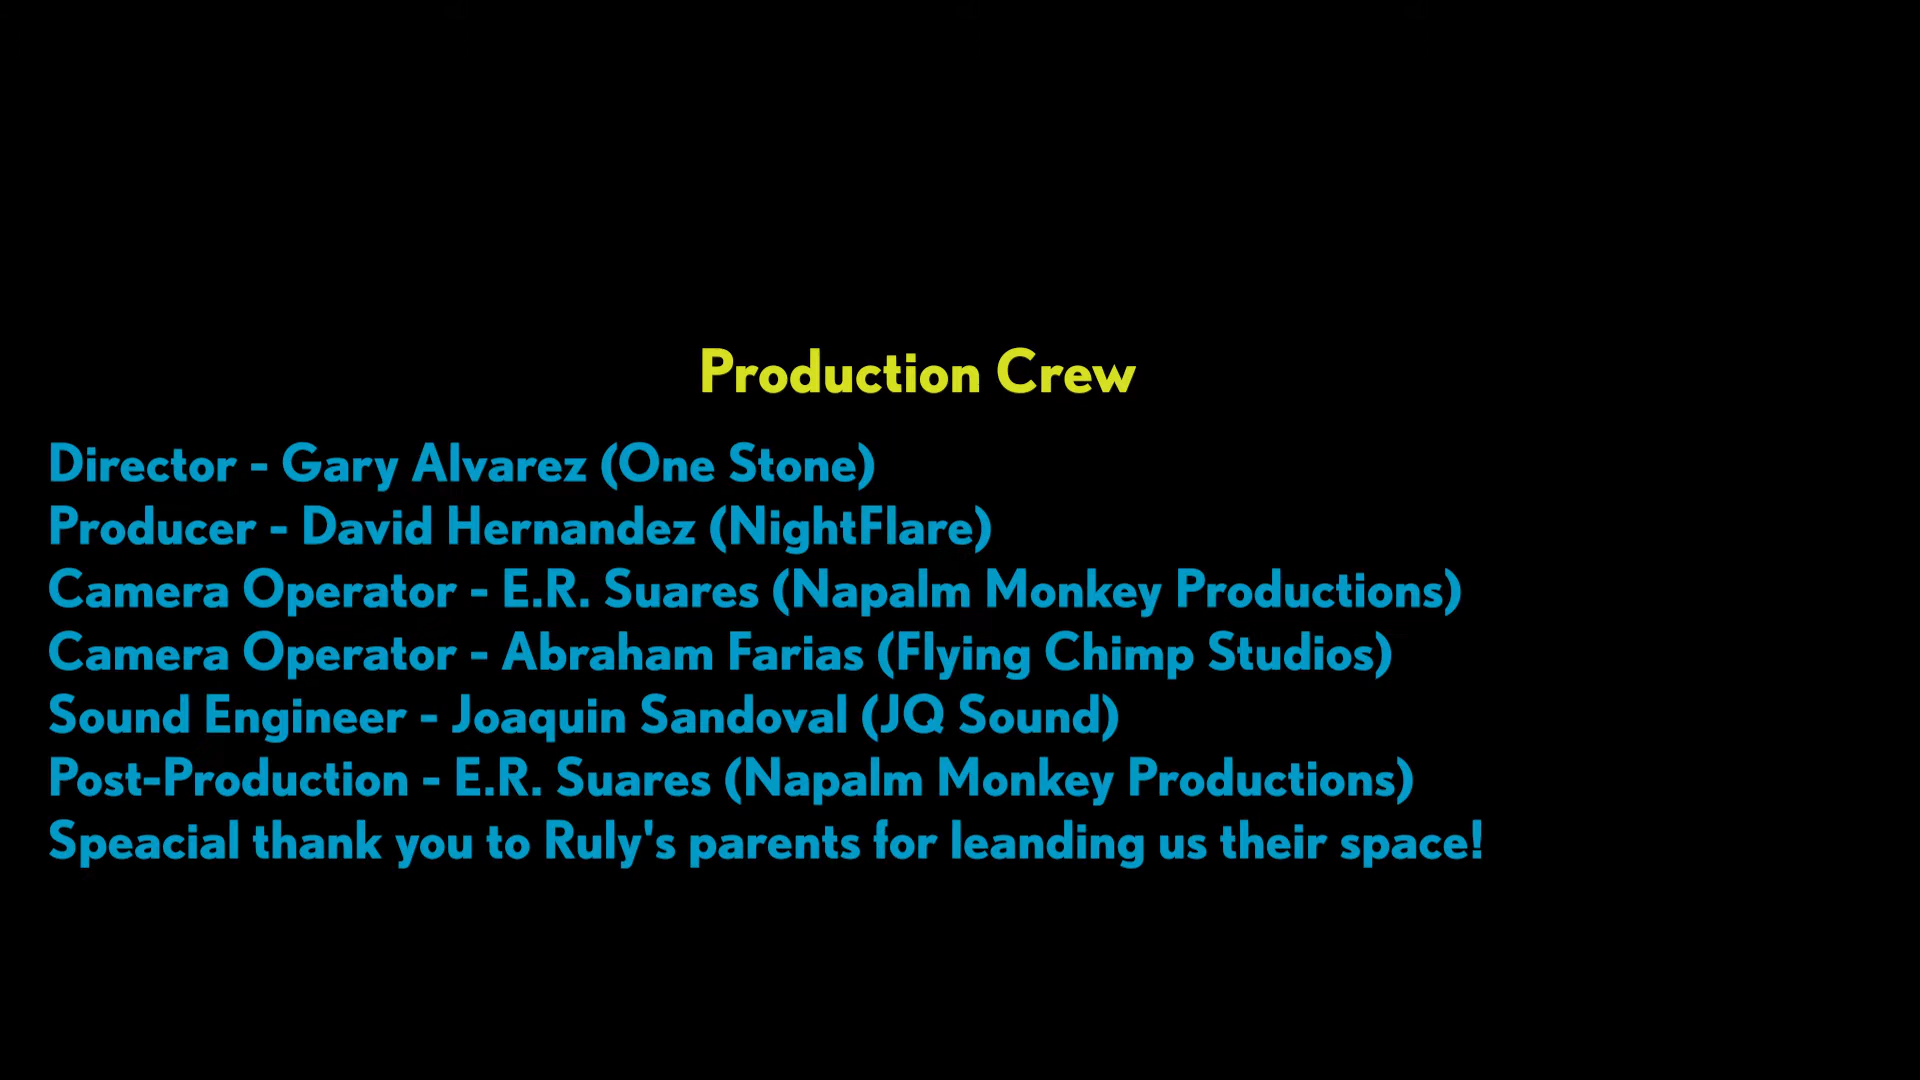 Production Crew
Director - Gary Alvarez (One Stone)
Producer - David Hernandez (NightFlare)
Camera Operator - E.R. Suares (Napalm Monkey Productions)
Camera Operator - Abraham Farias (Flying Chimp Studios)
Sound Engineer - Joaquin Sandoval (JQ Sound)
Post-Production - E.R. Suares (Napalm Monkey Productions)
Speacial thank you to Ruly's parents for leanding us their space!